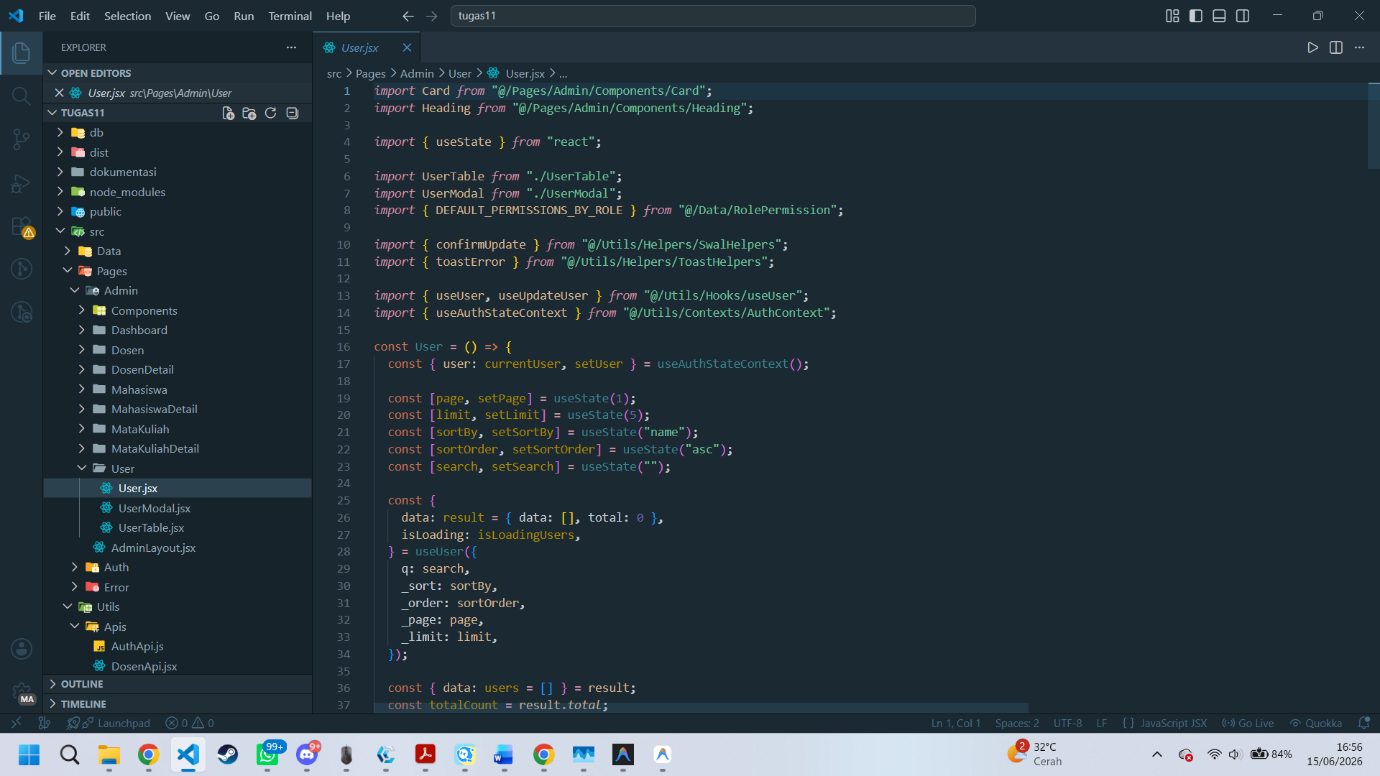 File Edit Selection View Go Run Terminal Help
tugas11
EXPLORER
OPEN EDITORS
User.jsx src\Pages\Admin\User
TUGAS11
db
dist
dokumentasi
node_modules
public
src
Data
Pages
Admin
Components
Dashboard
Dosen
DosenDetail
Mahasiswa
MahasiswaDetail
MataKuliah
MataKuliahDetail
User
User.jsx
UserModal.jsx
UserTable.jsx
AdminLayout.jsx
Auth
Error
Utils
Apis
AuthApi.js
DosenApi.jsx
OUTLINE
TIMELINE
MA
User.jsx
src > Pages > Admin > User > User.jsx > ...
1 import Card from "@/Pages/Admin/Components/Card";
2 import Heading from "@/Pages/Admin/Components/Heading";
3
4 import { useState } from "react";
5
6 import UserTable from "./UserTable";
7 import UserModal from "./UserModal";
8 import { DEFAULT_PERMISSIONS_BY_ROLE } from "@/Data/RolePermission";
9
10 import { confirmUpdate } from "@/Utils/Helpers/SwalHelpers";
11 import { toastError } from "@/Utils/Helpers/ToastHelpers";
12
13 import { useUser, useUpdateUser } from "@/Utils/Hooks/useUser";
14 import { useAuthStateContext } from "@/Utils/Contexts/AuthContext";
15
16 const User = () => {
17 const { user: currentUser, setUser } = useAuthStateContext();
18
19 const [page, setPage] = useState(1);
20 const [limit, setLimit] = useState(5);
21 const [sortBy, setSortBy] = useState("name");
22 const [sortOrder, setSortOrder] = useState("asc");
23 const [search, setSearch] = useState("");
24
25 const {
26 data: result = { data: [], total: 0 },
27 isLoading: isLoadingUsers,
28 } = useUser({
29 q: search,
30 _sort: sortBy,
31 _order: sortOrder,
32 _page: page,
33 _limit: limit,
34 });
35
36 const { data: users = [] } = result;
37 const totalCount = result.total;
Launchpad 0 0 Ln 1, Col 1 Spaces: 2 UTF-8 LF {} JavaScript JSX Go Live Quokka
99+
9+
2
32°C
Cerah
84%
16:56
15/06/2026